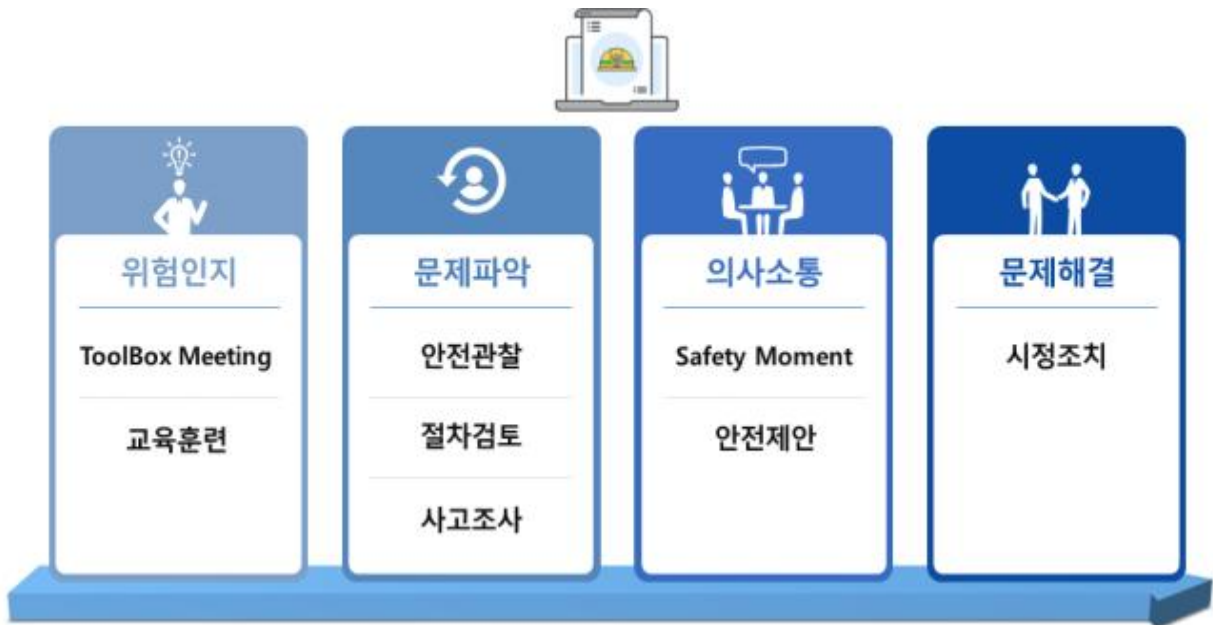 위험인지
ToolBox Meeting
교육훈련
문제파악
안전관찰
절차검토
사고조사
의사소통
Safety Moment
안전제안
문제해결
시정조치